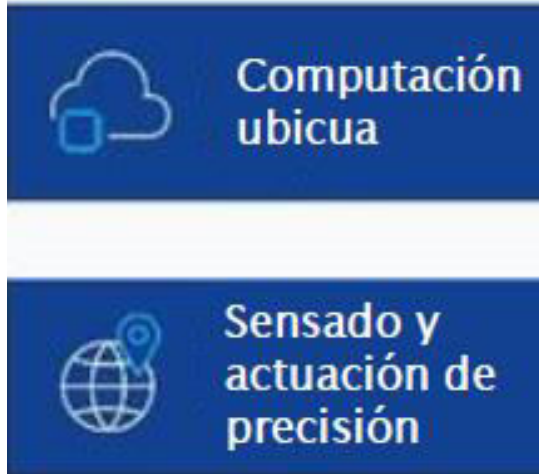 Computación
ubicua
Sensado y
actuación de
precisión